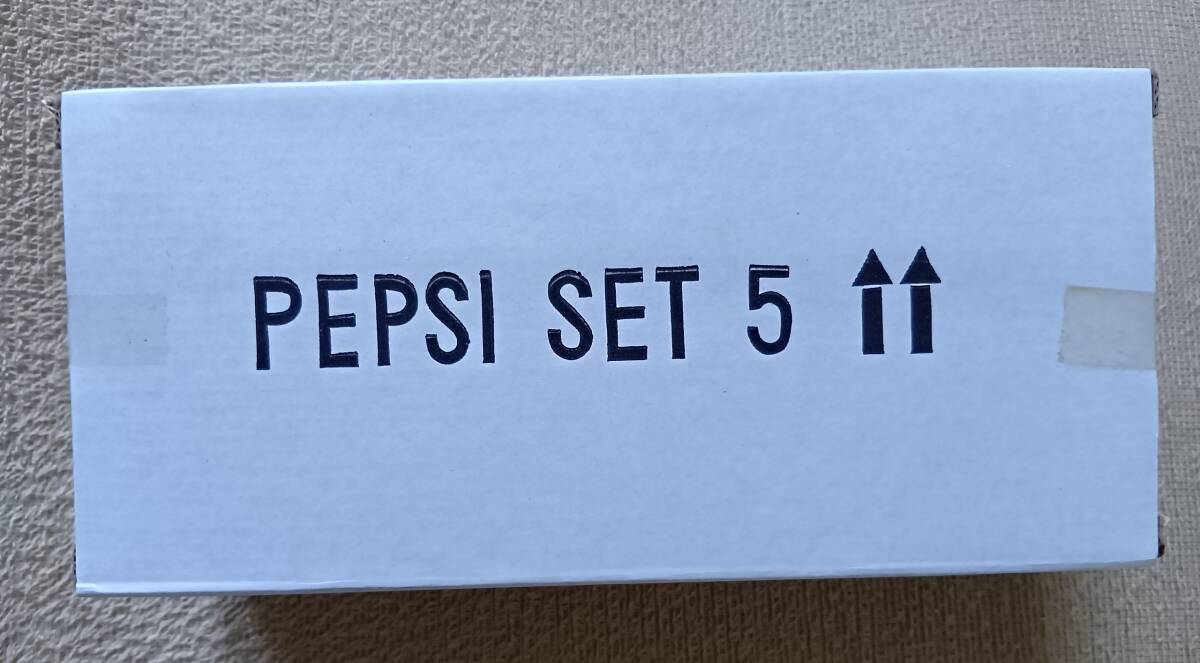 PEPSI SET 5 ⬆⬆